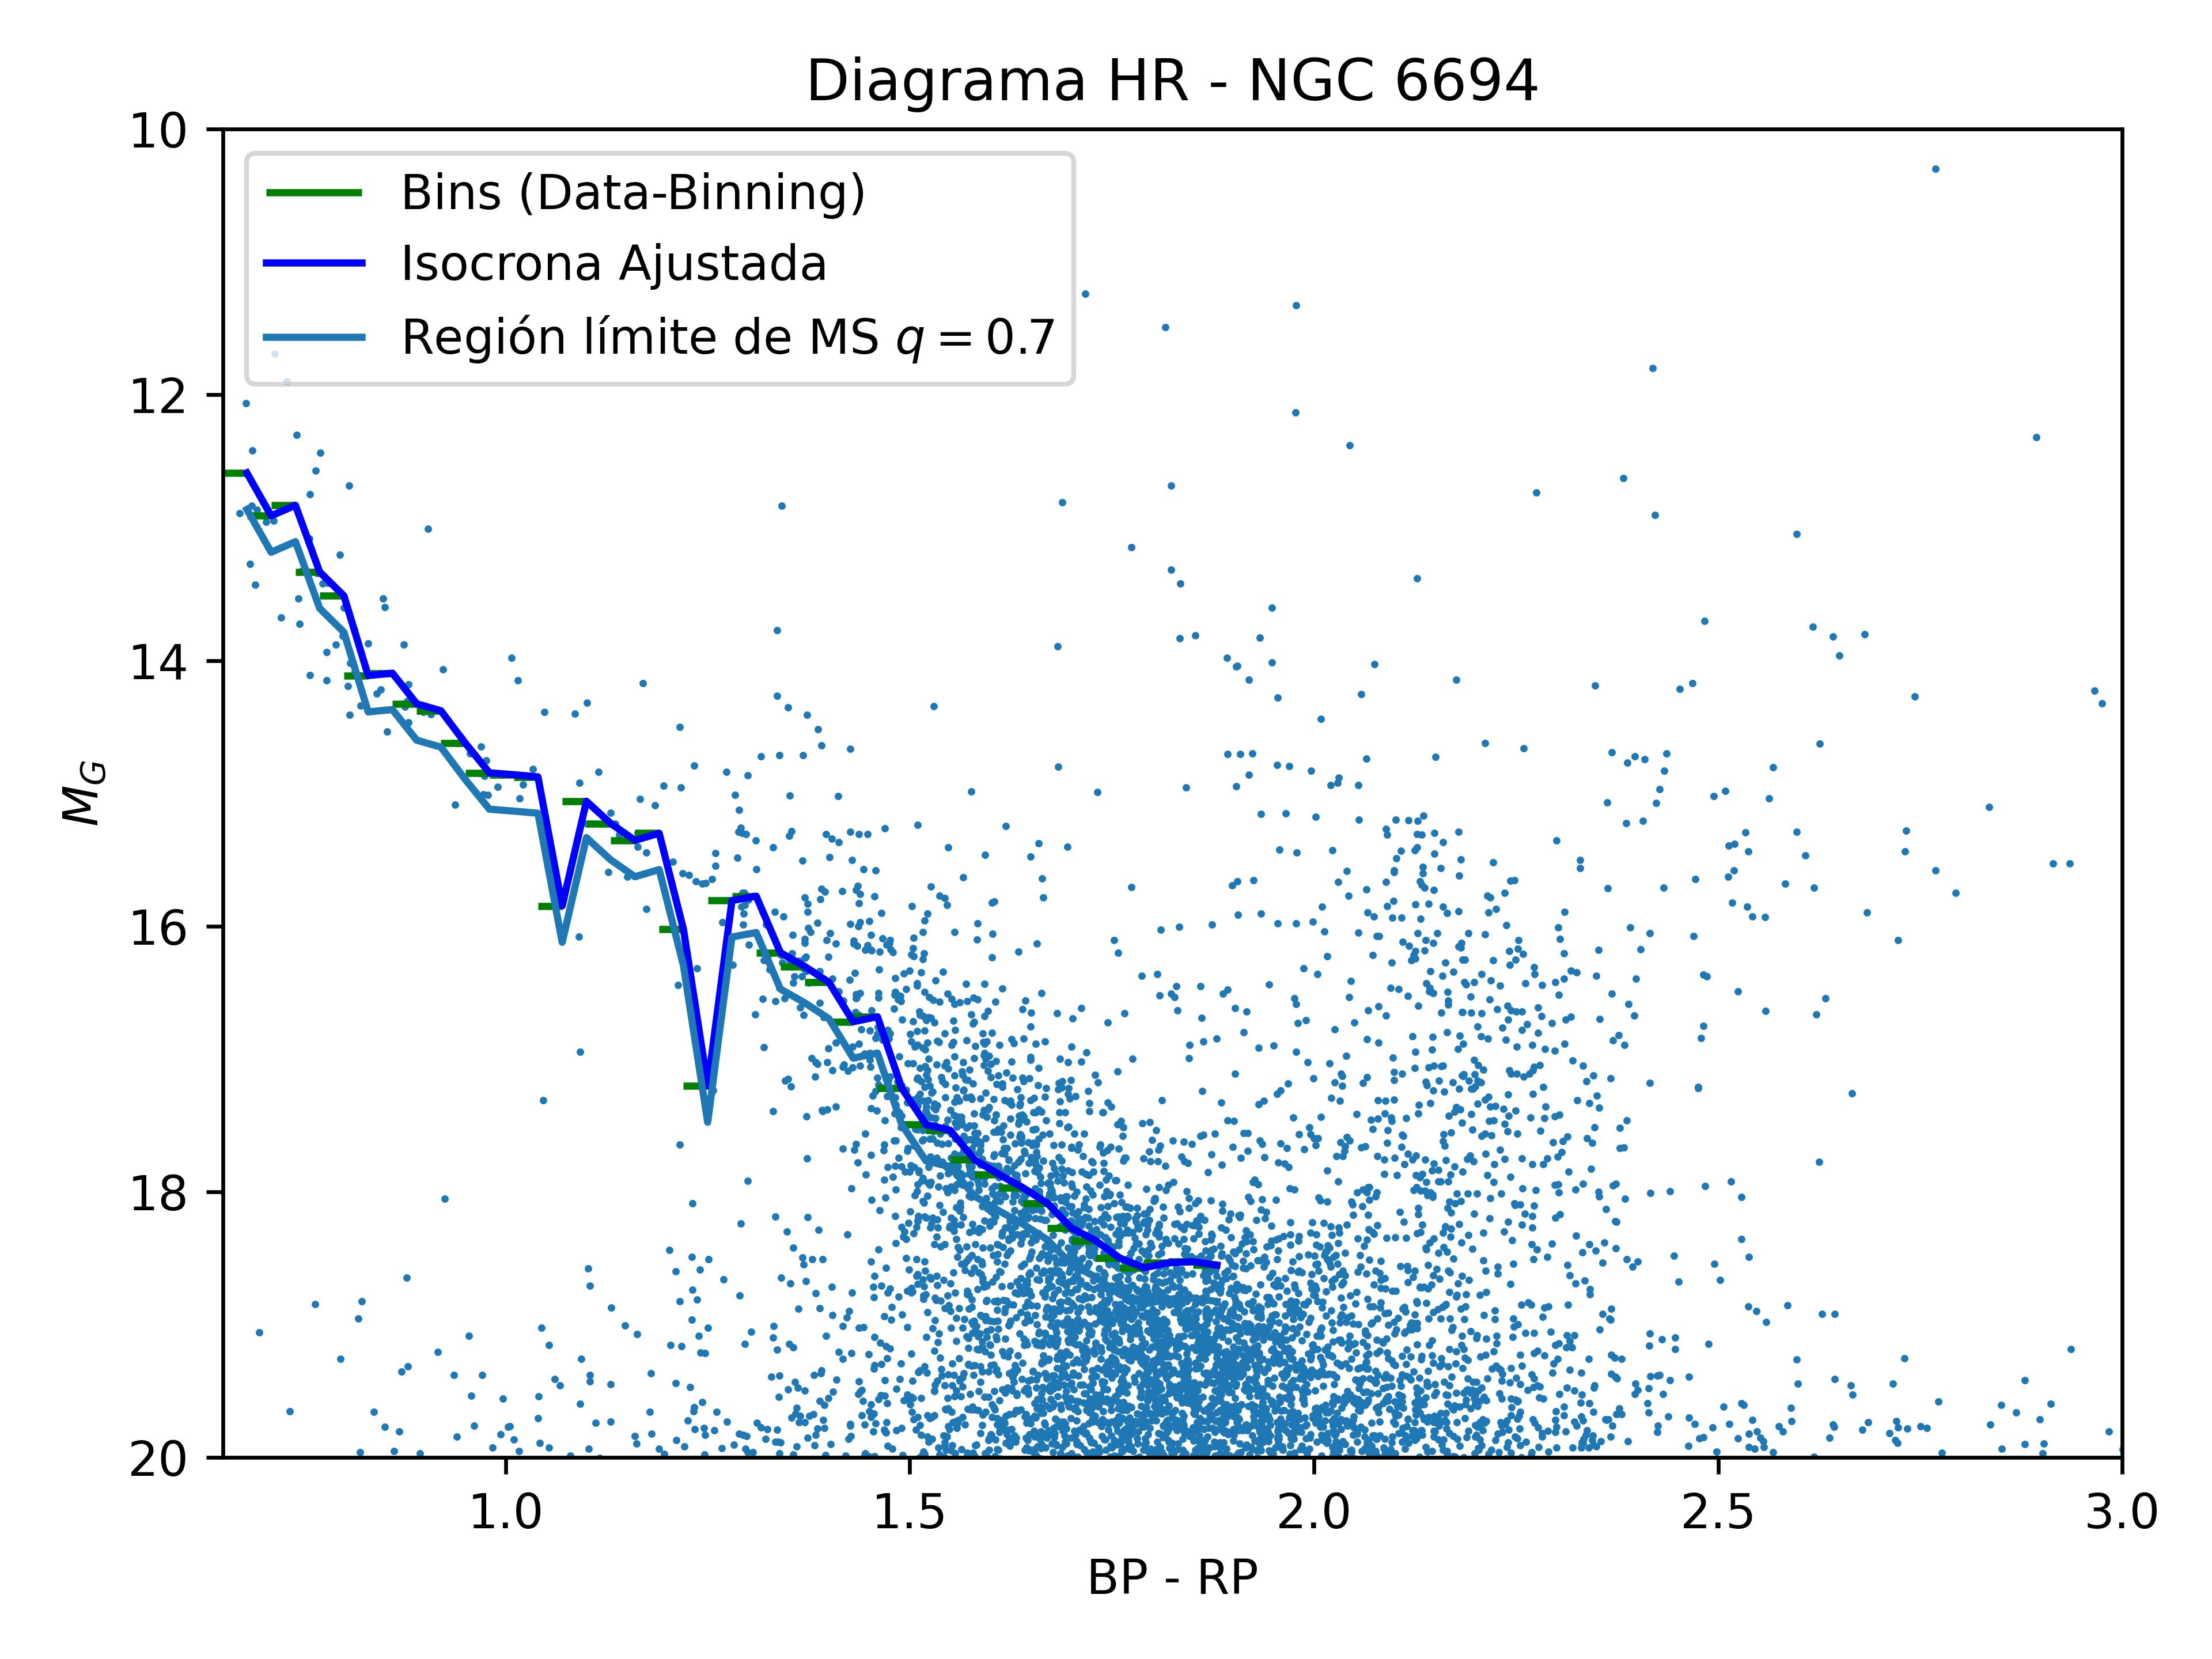 Diagrama HR - NGC 6694
Bins (Data-Binning)
Isocrona Ajustada
Región límite de MS q = 0.7
10
12
14
16
18
20
M_G
1.0
1.5
2.0
2.5
3.0
BP - RP